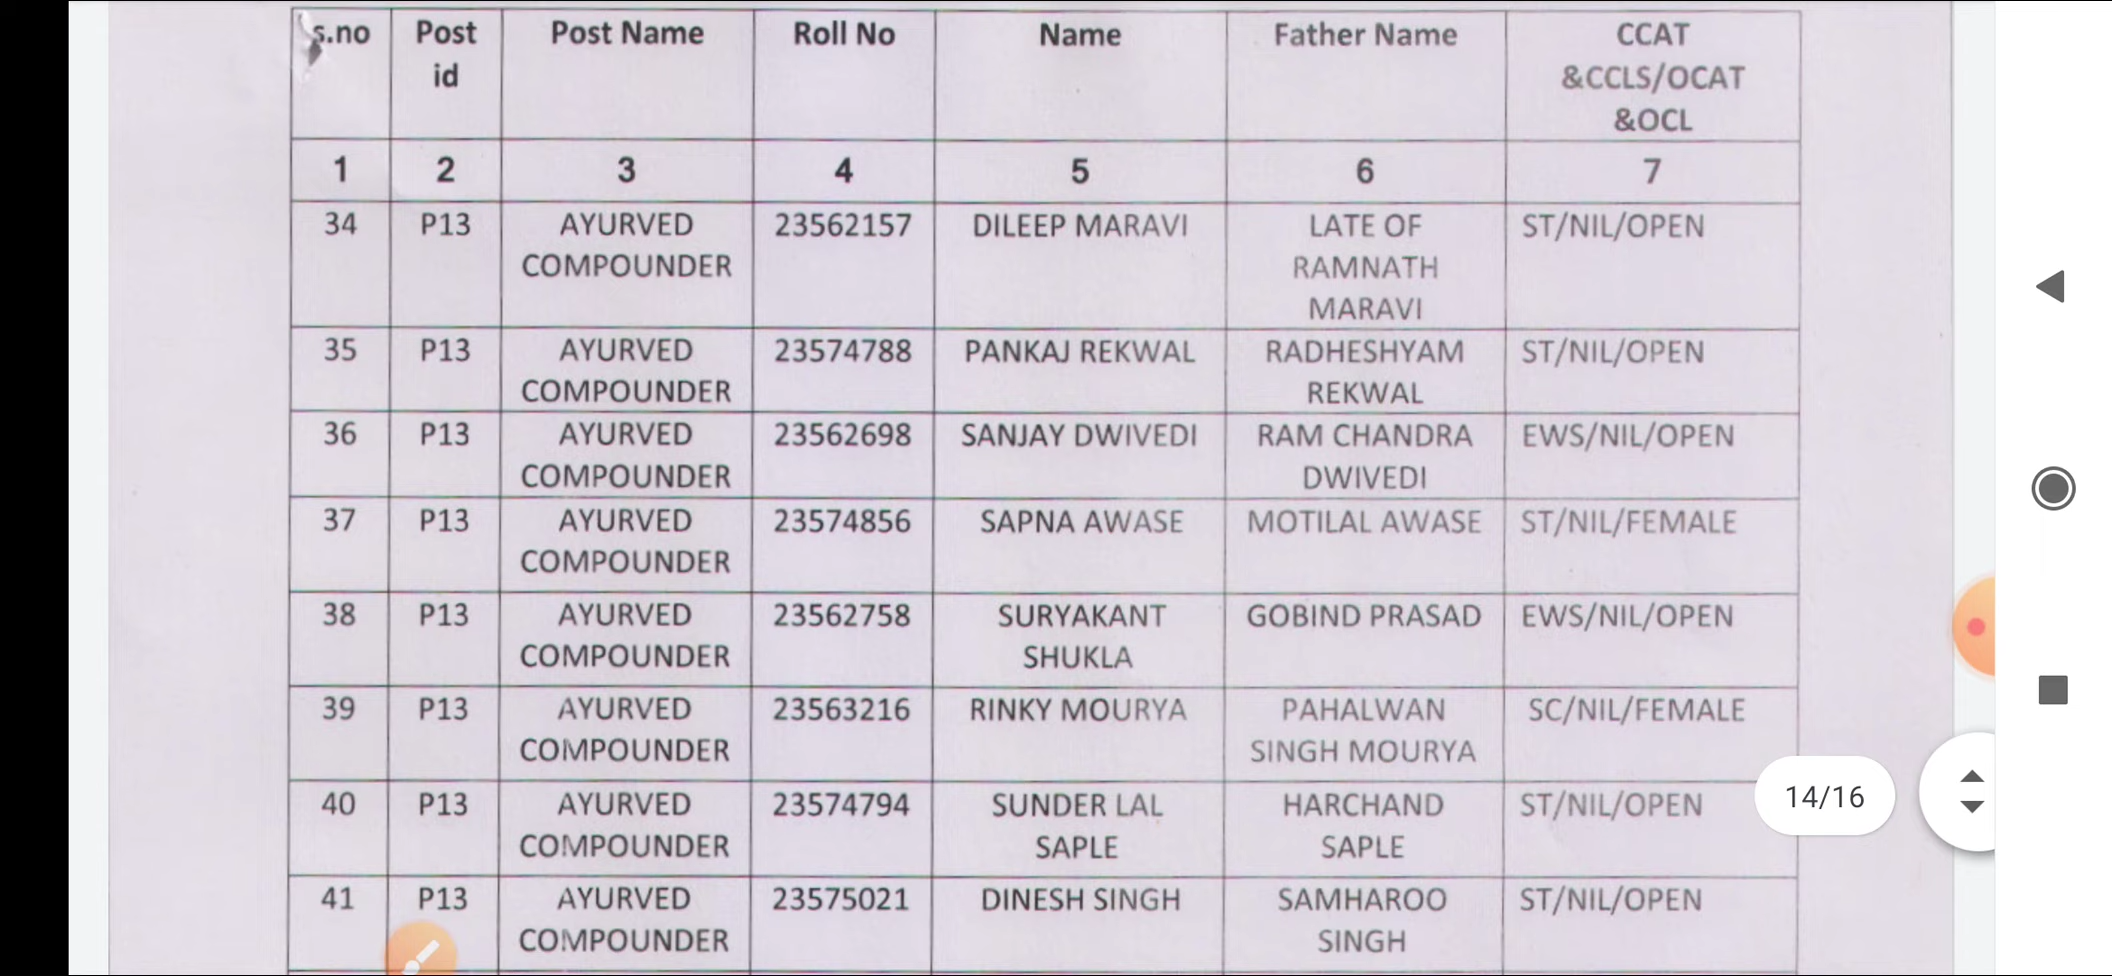 s.no Post id Post Name Roll No Name Father Name CCAT &CCLS/OCAT &OCL
1 2 3 4 5 6 7
34 P13 AYURVED COMPOUNDER 23562157 DILEEP MARAVI LATE OF RAMNATH MARAVI ST/NIL/OPEN
35 P13 AYURVED COMPOUNDER 23574788 PANKAJ REKWAL RADHESHYAM REKWAL ST/NIL/OPEN
36 P13 AYURVED COMPOUNDER 23562698 SANJAY DWIVEDI RAM CHANDRA DWIVEDI EWS/NIL/OPEN
37 P13 AYURVED COMPOUNDER 23574856 SAPNA AWASE MOTILAL AWASE ST/NIL/FEMALE
38 P13 AYURVED COMPOUNDER 23562758 SURYAKANT SHUKLA GOBIND PRASAD EWS/NIL/OPEN
39 P13 AYURVED COMPOUNDER 23563216 RINKY MOURYA PAHALWAN SINGH MOURYA SC/NIL/FEMALE
40 P13 AYURVED COMPOUNDER 23574794 SUNDER LAL SAPLE HARCHAND SAPLE ST/NIL/OPEN
41 P13 AYURVED COMPOUNDER 23575021 DINESH SINGH SAMHAROO SINGH ST/NIL/OPEN
14/16